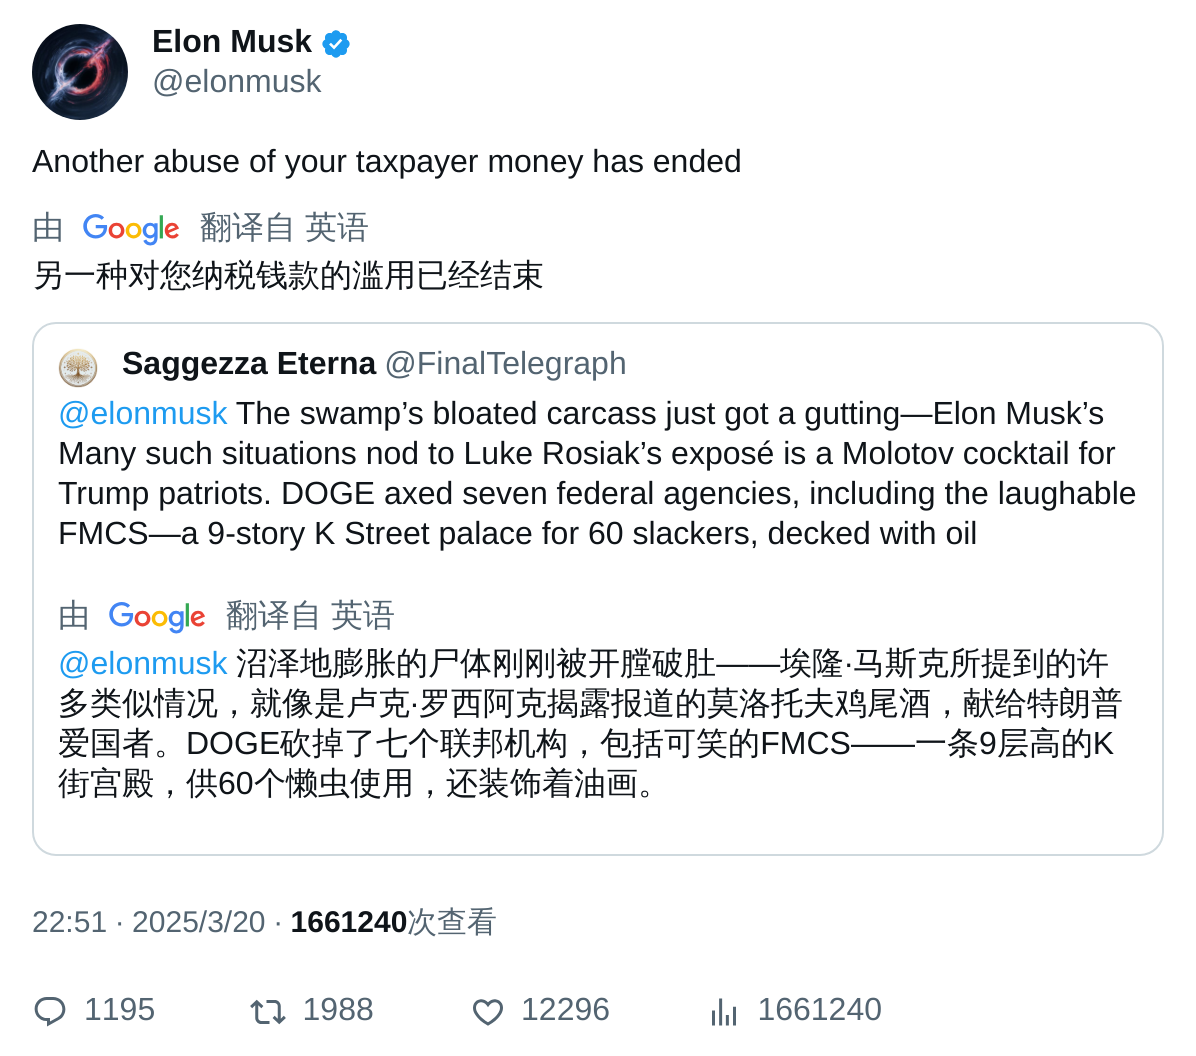 Elon Musk
@elonmusk
Another abuse of your taxpayer money has ended
由 Google 翻译自 英语
另一种对您纳税钱款的滥用已经结束
Saggezza Eterna @FinalTelegraph
@elonmusk The swamp’s bloated carcass just got a gutting—Elon Musk’s
Many such situations nod to Luke Rosiak’s exposé is a Molotov cocktail for
Trump patriots. DOGE axed seven federal agencies, including the laughable
FMCS—a 9-story K Street palace for 60 slackers, decked with oil
由 Google 翻译自 英语
@elonmusk 沼泽地膨胀的尸体刚刚被开膛破肚——埃隆·马斯克所提到的许
多类似情况，就像是卢克·罗西阿克揭露报道的莫洛托夫鸡尾酒，献给特朗普
爱国者。DOGE砍掉了七个联邦机构，包括可笑的FMCS——一条9层高的K
街宫殿，供60个懒虫使用，还装饰着油画。
22:51 · 2025/3/20 · 1661240次查看
1195 1988 12296 1661240